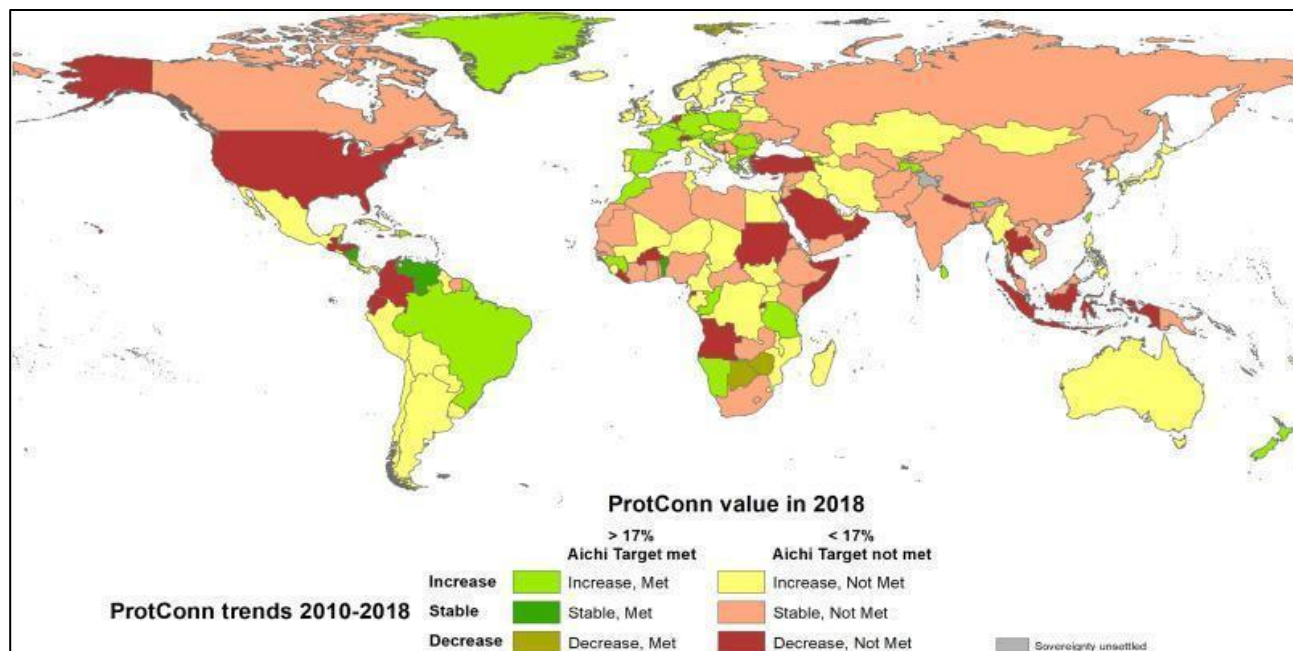 ProtConn value in 2018
> 17% < 17%
Aichi Target met Aichi Target not met
Increase Increase, Met Increase, Not Met
ProtConn trends 2010-2018 Stable Stable, Met Stable, Not Met
Decrease Decrease, Met Decrease, Not Met
Sovereignty unsettled